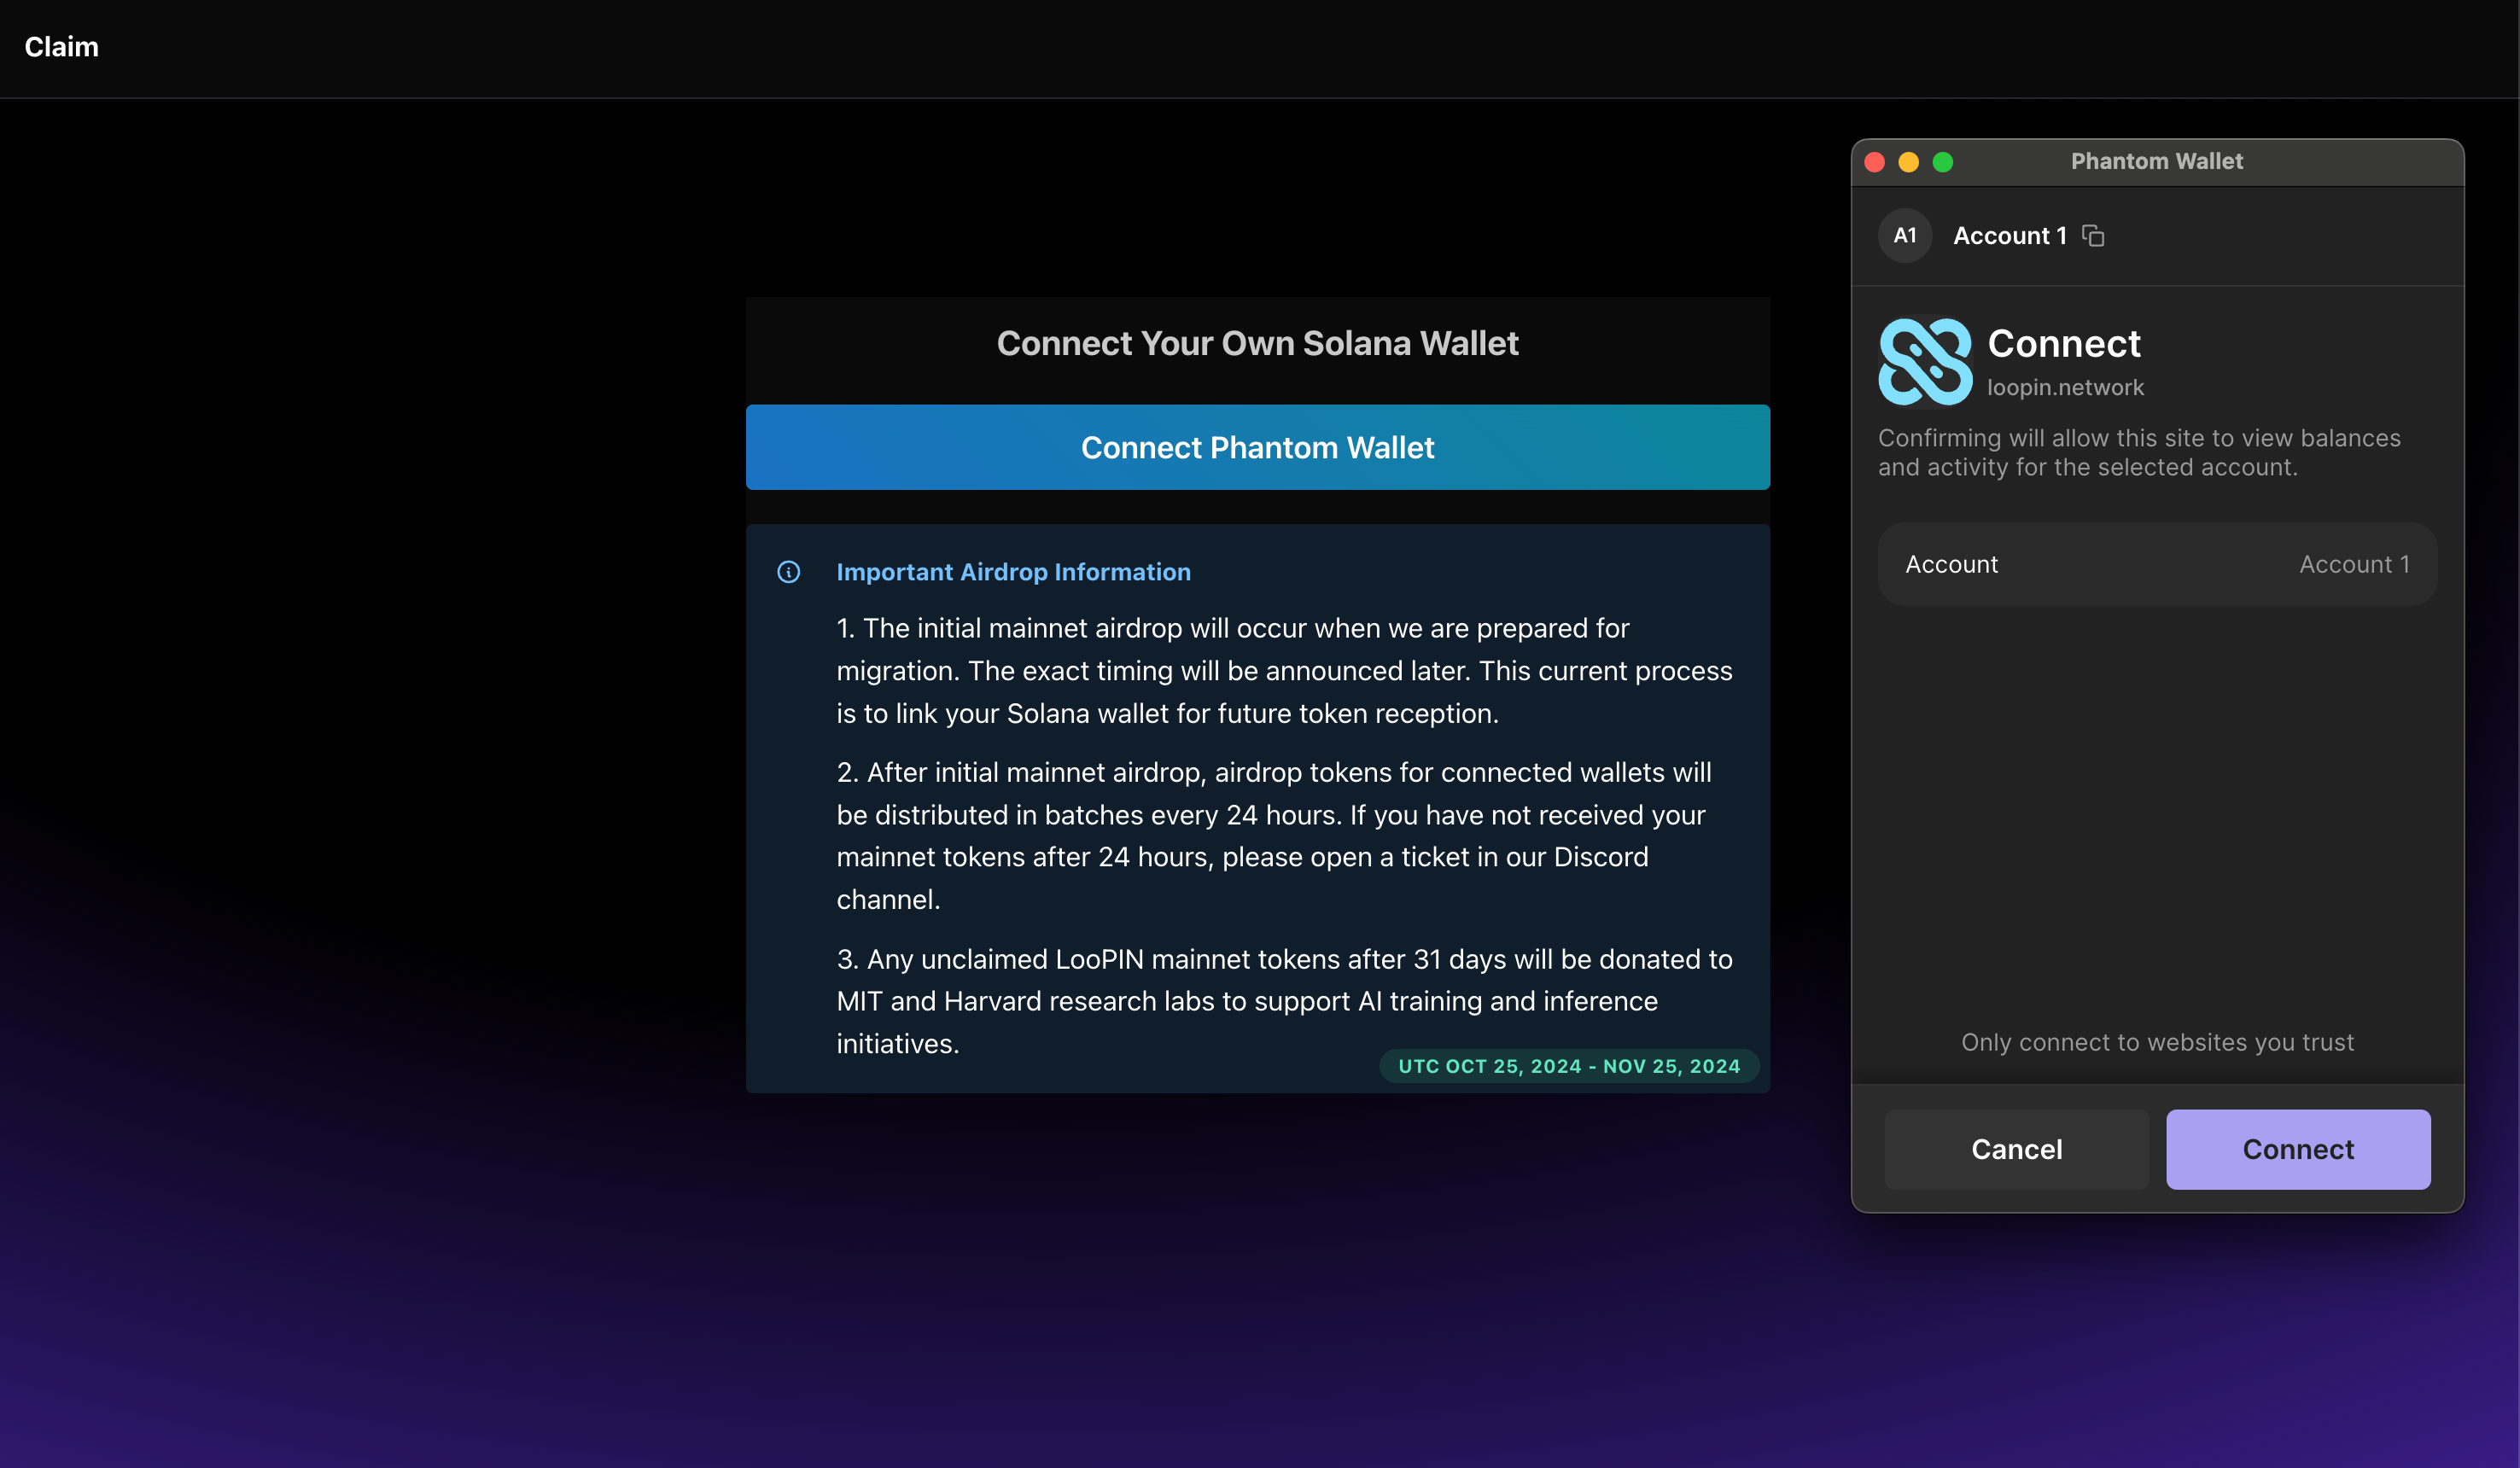 Claim
Connect Your Own Solana Wallet
Connect Phantom Wallet
Important Airdrop Information
1. The initial mainnet airdrop will occur when we are prepared for
migration. The exact timing will be announced later. This current process
is to link your Solana wallet for future token reception.
2. After initial mainnet airdrop, airdrop tokens for connected wallets will
be distributed in batches every 24 hours. If you have not received your
mainnet tokens after 24 hours, please open a ticket in our Discord
channel.
3. Any unclaimed LooPIN mainnet tokens after 31 days will be donated to
MIT and Harvard research labs to support AI training and inference
initiatives.
UTC OCT 25, 2024 - NOV 25, 2024
Phantom Wallet
A1 Account 1
Connect
loopin.network
Confirming will allow this site to view balances
and activity for the selected account.
Account Account 1
Only connect to websites you trust
Cancel Connect